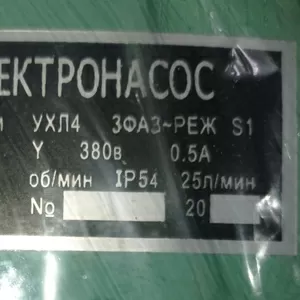 ЕКТРОНАСОС
УХЛ4 3ФАЗ~РЕЖ S1
Y 380в 0.5А
об/мин IP54 25л/мин
№ 20